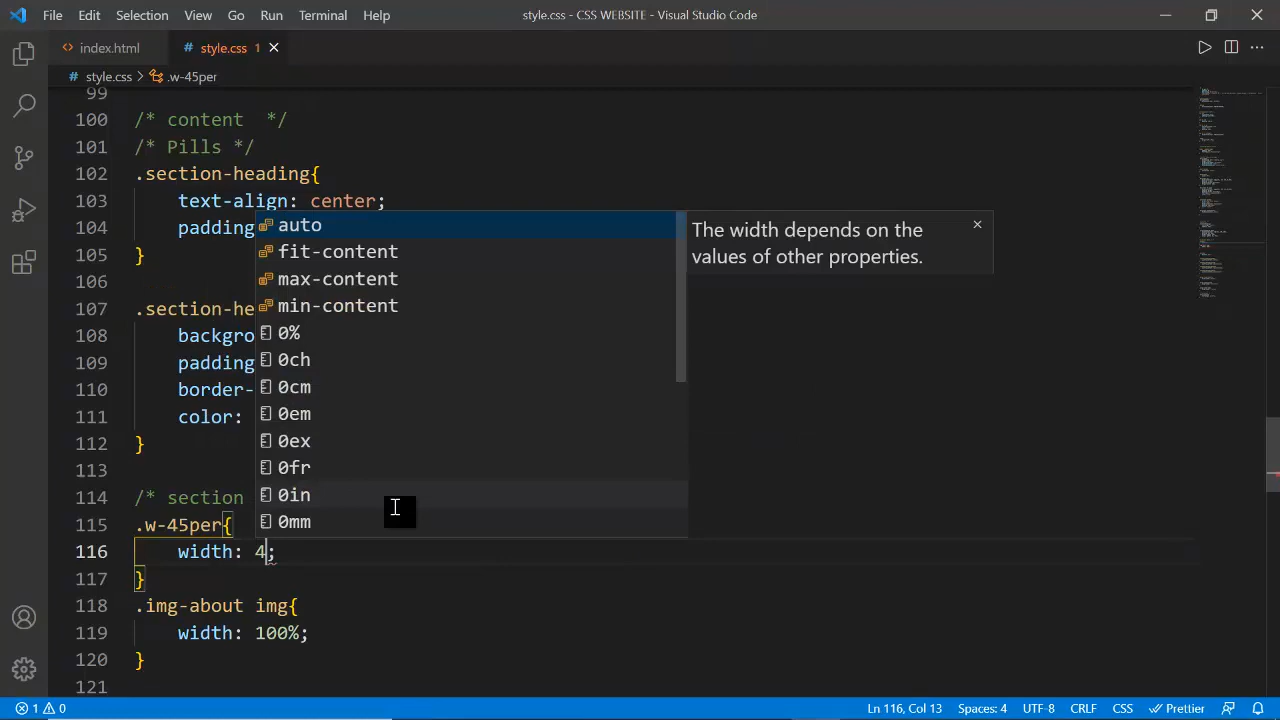 File Edit Selection View Go Run Terminal Help style.css - CSS WEBSITE - Visual Studio Code
<> index.html # style.css 1
# style.css > .w-45per
99
100 /* content */
101 /* Pills */
102 .section-heading{
103 text-align: center;
104 padding
105 }
106
107 .section-he
108 backgro
109 padding
110 border-
111 color:
112 }
113
114 /* section
115 .w-45per{
116 width: 4;
117 }
118 .img-about img{
119 width: 100%;
120 }
121
auto
fit-content
max-content
min-content
0%
0ch
0cm
0em
0ex
0fr
0in
0mm
The width depends on the
values of other properties.
1 0 Ln 116, Col 13 Spaces: 4 UTF-8 CRLF CSS Prettier